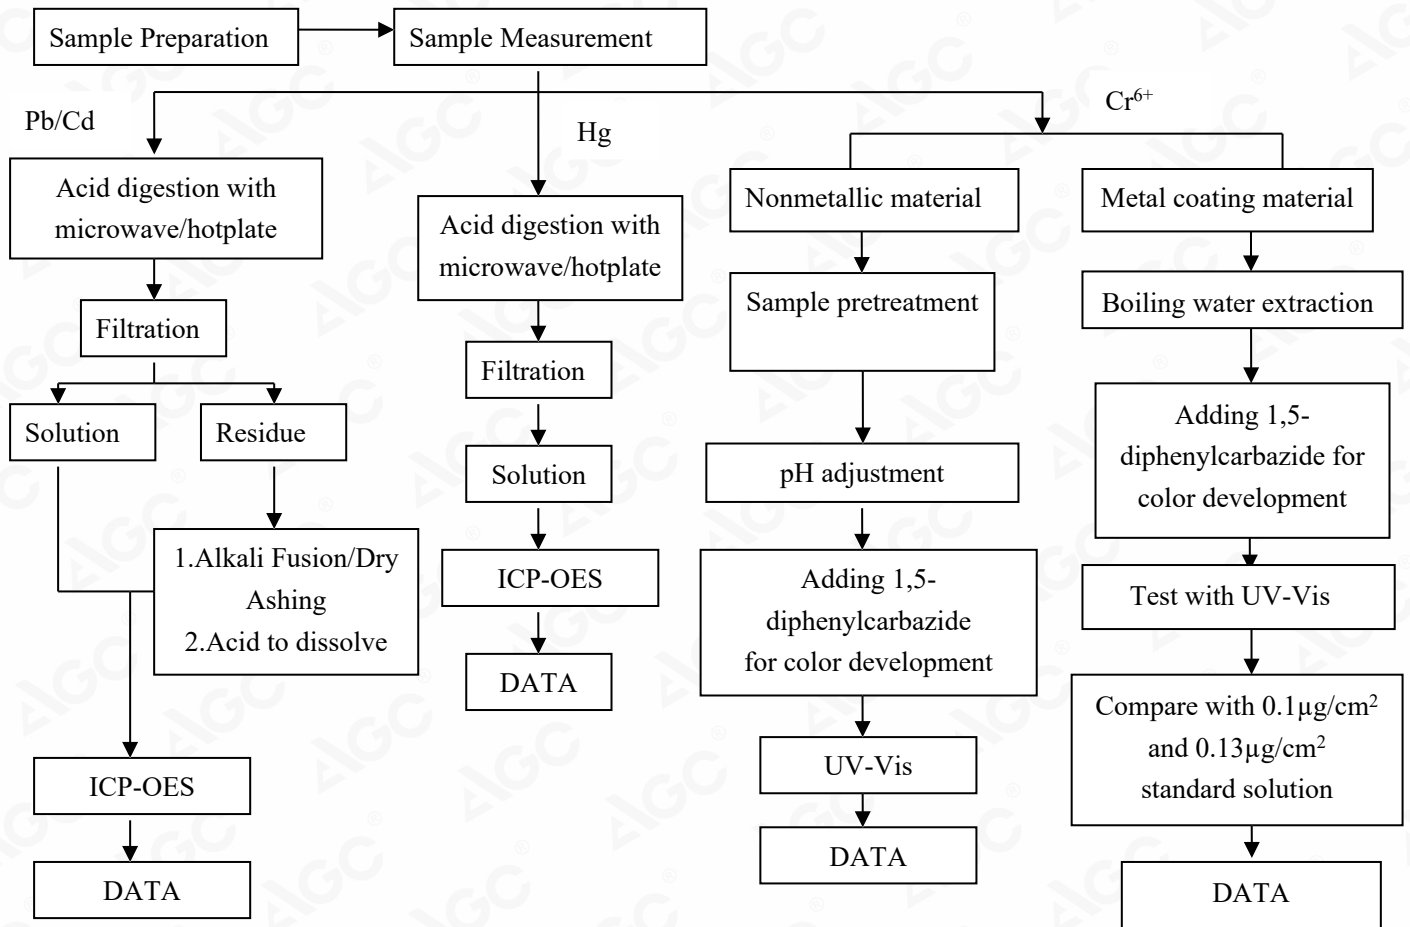 Sample Preparation
Sample Measurement
Pb/Cd
Acid digestion with
microwave/hotplate
Filtration
Solution
Residue
1.Alkali Fusion/Dry
Ashing
2.Acid to dissolve
ICP-OES
DATA
Hg
Acid digestion with
microwave/hotplate
Filtration
Solution
ICP-OES
DATA
Cr⁶⁺
Nonmetallic material
Sample pretreatment
pH adjustment
Adding 1,5-
diphenylcarbazide
for color development
UV-Vis
DATA
Metal coating material
Boiling water extraction
Adding 1,5-
diphenylcarbazide for
color development
Test with UV-Vis
Compare with 0.1μg/cm²
and 0.13μg/cm²
standard solution
DATA
AGC®